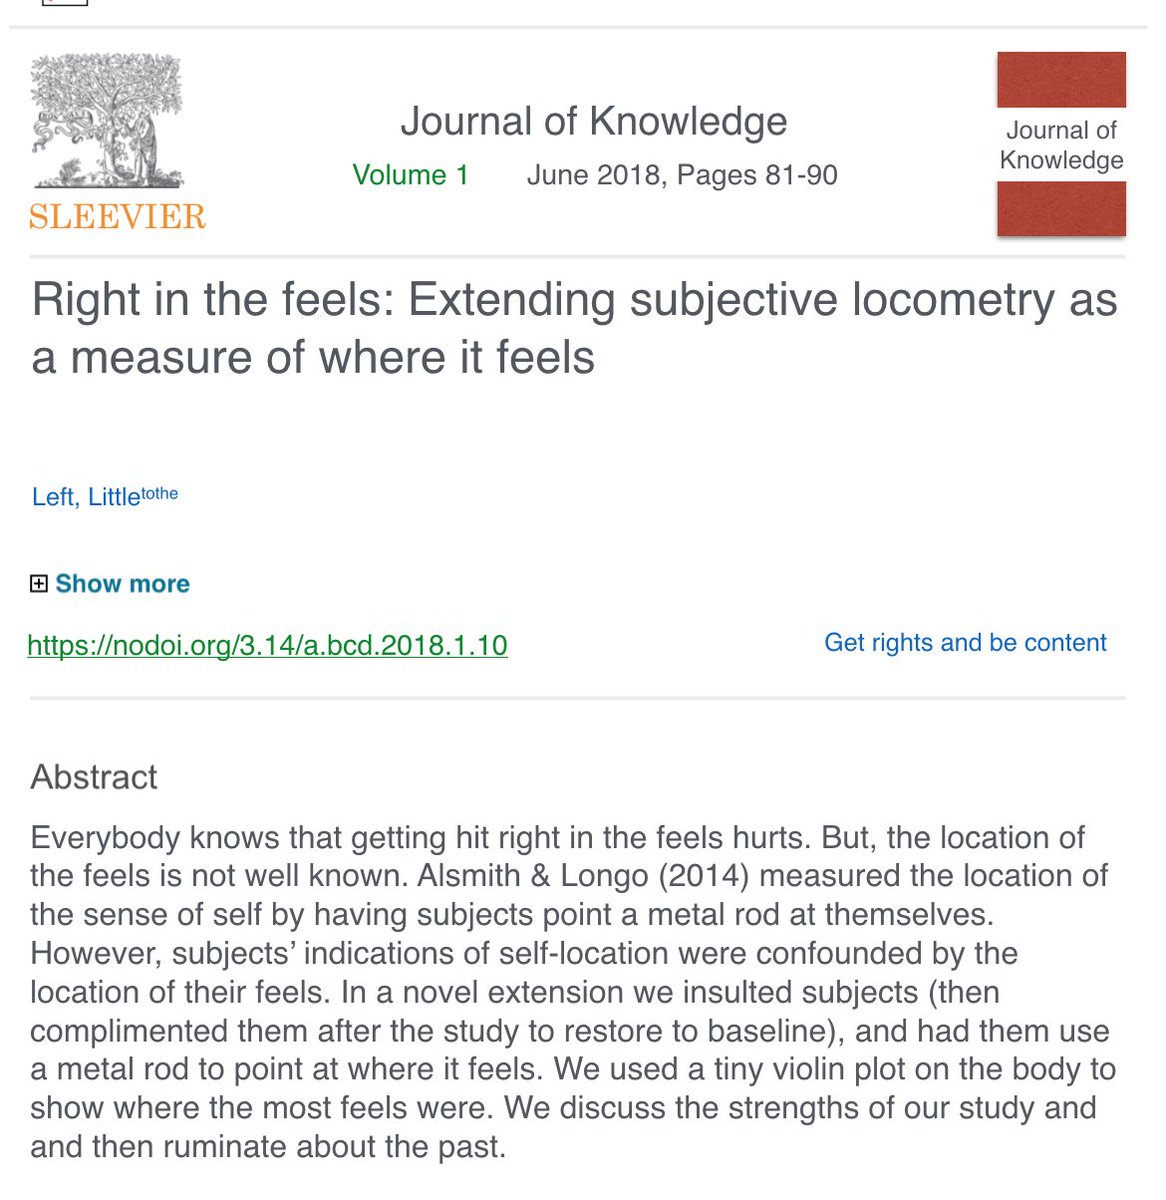 Journal of Knowledge
Volume 1 June 2018, Pages 81-90
SLEEVIER
Journal of
Knowledge
Right in the feels: Extending subjective locometry as
a measure of where it feels
Left, Littletothe
Show more
https://nodoi.org/3.14/a.bcd.2018.1.10
Get rights and be content
Abstract
Everybody knows that getting hit right in the feels hurts. But, the location of
the feels is not well known. Alsmith & Longo (2014) measured the location of
the sense of self by having subjects point a metal rod at themselves.
However, subjects’ indications of self-location were confounded by the
location of their feels. In a novel extension we insulted subjects (then
complimented them after the study to restore to baseline), and had them use
a metal rod to point at where it feels. We used a tiny violin plot on the body to
show where the most feels were. We discuss the strengths of our study and
and then ruminate about the past.